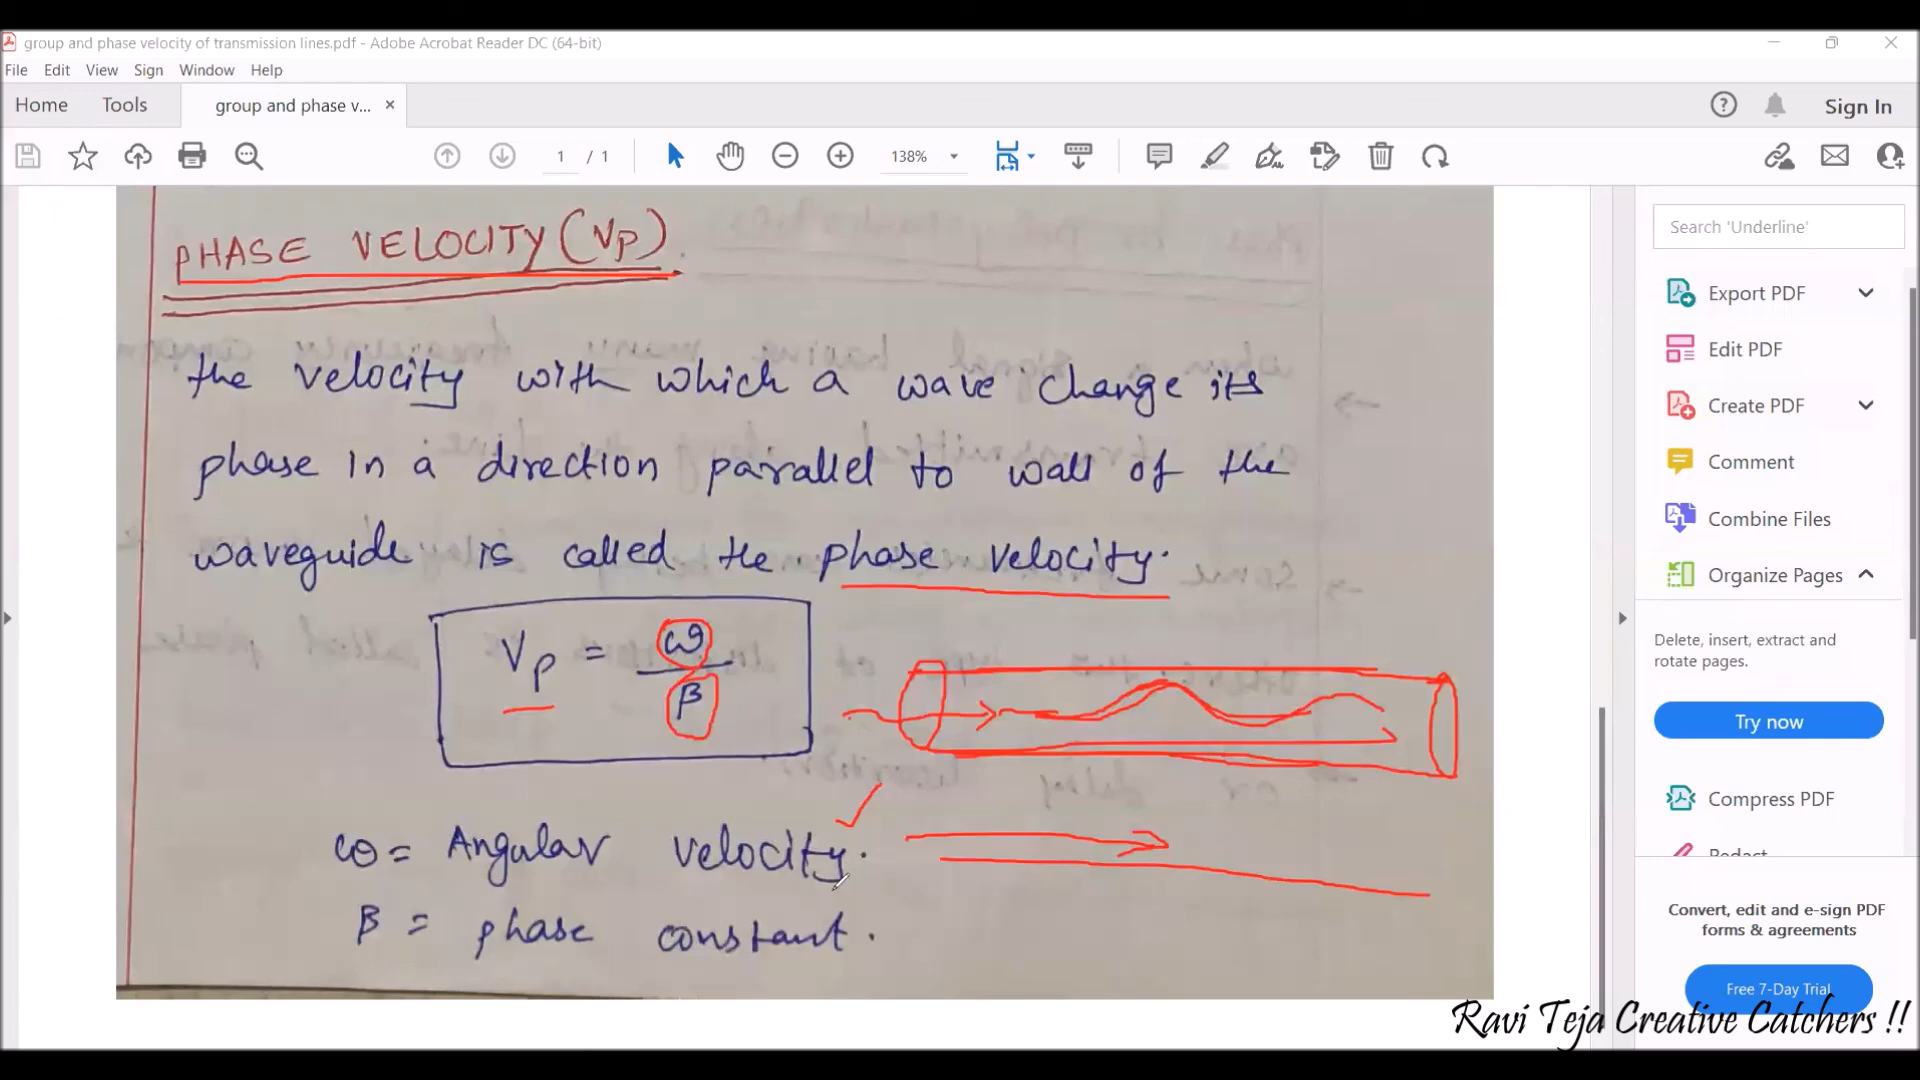 group and phase velocity of transmission lines.pdf - Adobe Acrobat Reader DC (64-bit)
File Edit View Sign Window Help
Home Tools group and phase v... Sign In
1 / 1 138%
PHASE VELOCITY (Vp).
the velocity with which a wave change its
phase in a direction parallel to wall of the
waveguide is called the phase velocity.
Vp = ω
β
ω = Angular velocity.
β = phase constant.
Search 'Underline'
Export PDF
Edit PDF
Create PDF
Comment
Combine Files
Organize Pages
Delete, insert, extract and
rotate pages.
Try now
Compress PDF
Redact
Convert, edit and e-sign PDF
forms & agreements
Free 7-Day Trial
Ravi Teja Creative Catchers !!